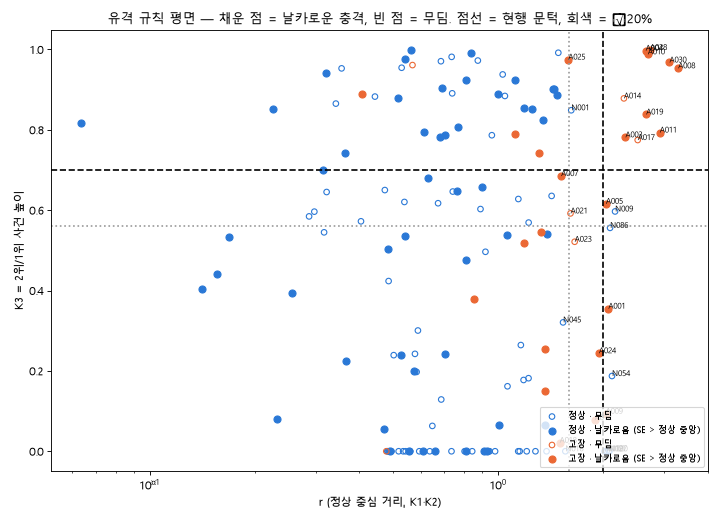 유격 규칙 평면 — 채운 점 = 날카로운 충격, 빈 점 = 무딤. 점선 = 현행 문턱, 회색 = 20%
K3 = 2위/1위 사건 높이
1.0
0.8
0.6
0.4
0.2
0.0
A025
A030
A008
A014
N001
A019
A002
A017
A011
A007
A005
A021
N009
N086
A023
A001
N045
A024
N054
정상 · 무딤
정상 · 날카로움 (SE > 정상 중앙)
고장 · 무딤
고장 · 날카로움 (SE > 정상 중앙)
10⁰
r (정상 중심 거리, K1·K2)